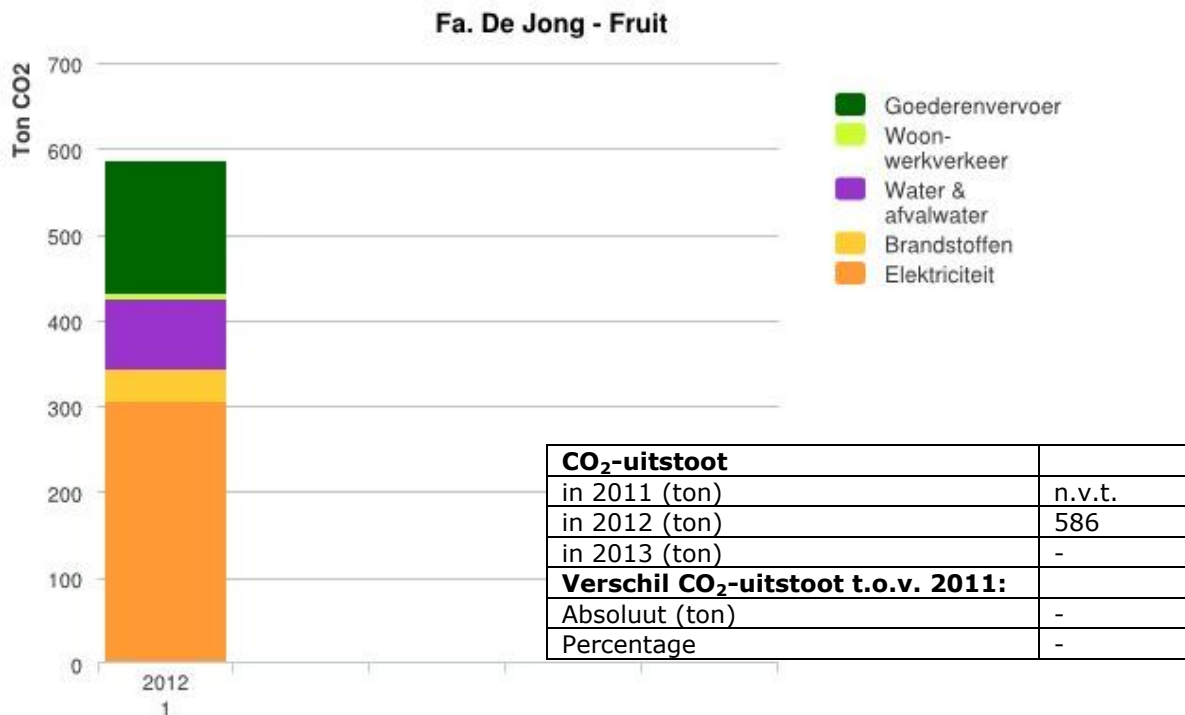 Fa. De Jong - Fruit
Ton CO2
700
600
500
400
300
200
100
0
2012
1
Goederenvervoer
Woon-
werkverkeer
Water &
afvalwater
Brandstoffen
Elektriciteit
CO₂-uitstoot
in 2011 (ton) n.v.t.
in 2012 (ton) 586
in 2013 (ton) -
Verschil CO₂-uitstoot t.o.v. 2011:
Absoluut (ton) -
Percentage -